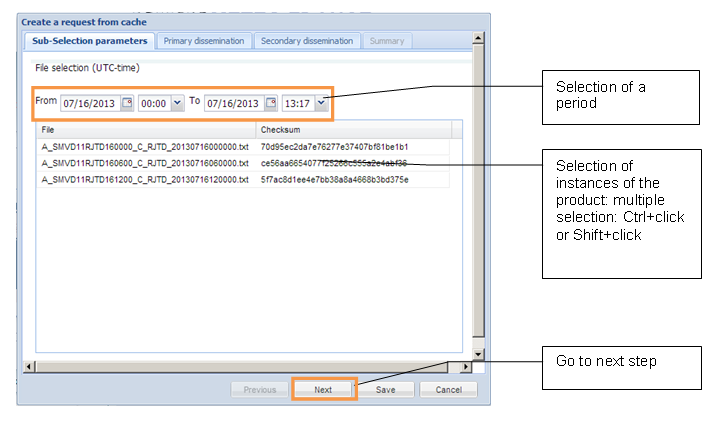 Create a request from cache
Sub-Selection parameters Primary dissemination Secondary dissemination Summary
File selection (UTC-time)
From 07/16/2013 00:00 To 07/16/2013 13:17
File Checksum
A_SMVD11RJTD160000_C_RJTD_20130716000000.txt 70d95ec2da7e76277e37407bf81be1b1
A_SMVD11RJTD160600_C_RJTD_20130716060000.txt
A_SMVD11RJTD161200_C_RJTD_20130716120000.txt 5f7ac8d1ee4e7bb38a8a4668b3bd375e
Previous Next Save Cancel
Selection of a
period
Selection of
instances of the
product: multiple
selection: Ctrl+click
or Shift+click
Go to next step